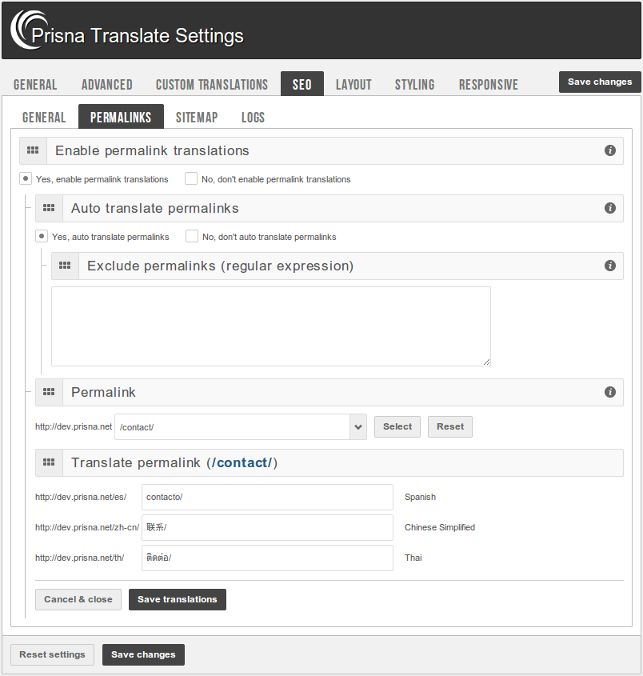 Prisna Translate Settings
GENERAL ADVANCED CUSTOM TRANSLATIONS SEO LAYOUT STYLING RESPONSIVE Save changes
GENERAL PERMALINKS SITEMAP LOGS
Enable permalink translations
Yes, enable permalink translations No, don't enable permalink translations
Auto translate permalinks
Yes, auto translate permalinks No, don't auto translate permalinks
Exclude permalinks (regular expression)
Permalink
http://dev.prisna.net /contact/ Select Reset
Translate permalink (/contact/)
http://dev.prisna.net/es/ contacto/ Spanish
http://dev.prisna.net/zh-cn/ 联系/ Chinese Simplified
http://dev.prisna.net/th/ ติดต่อ/ Thai
Cancel & close Save translations
Reset settings Save changes